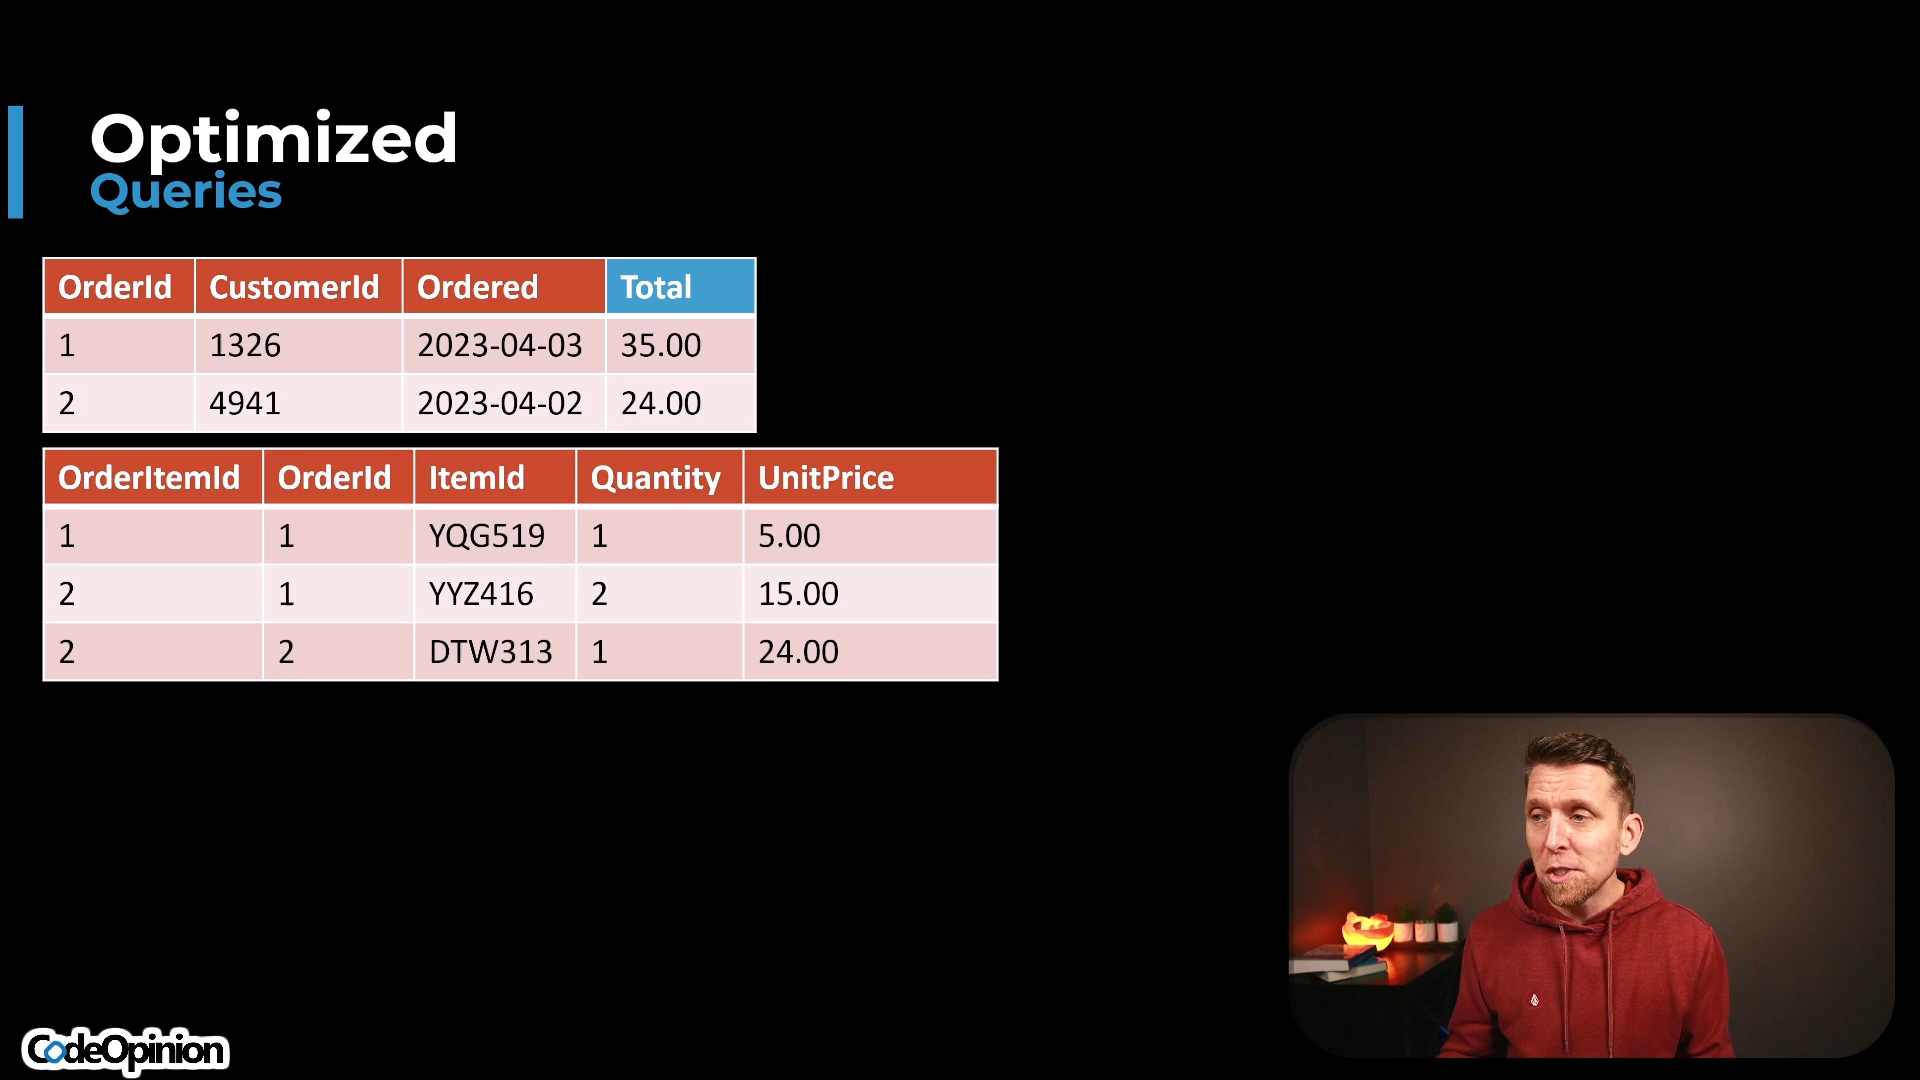 Optimized
Queries
OrderId CustomerId Ordered Total
1 1326 2023-04-03 35.00
2 4941 2023-04-02 24.00
OrderItemId OrderId ItemId Quantity UnitPrice
1 1 YQG519 1 5.00
2 1 YYZ416 2 15.00
2 2 DTW313 1 24.00
CodeOpinion